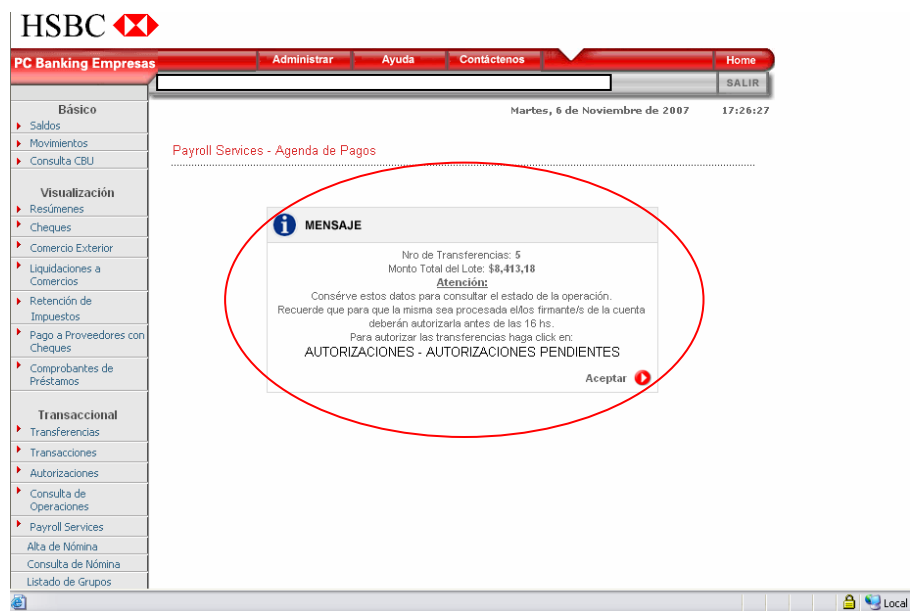 HSBC
PC Banking Empresas
Administrar
Ayuda
Contáctenos
Home
SALIR
Martes, 6 de Noviembre de 2007
17:26:27
Básico
Saldos
Movimientos
Consulta CBU
Visualización
Resúmenes
Cheques
Comercio Exterior
Liquidaciones a
Comercios
Retención de
Impuestos
Pago a Proveedores con
Cheques
Comprobantes de
Préstamos
Transaccional
Transferencias
Transacciones
Autorizaciones
Consulta de
Operaciones
Payroll Services
Alta de Nómina
Consulta de Nómina
Listado de Grupos
Payroll Services - Agenda de Pagos
MENSAJE
Nro de Transferencias: 5
Monto Total del Lote: $8,413,18
Atención:
Consérve estos datos para consultar el estado de la operación.
Recuerde que para que la misma sea procesada el/los firmante/s de la cuenta
deberán autorizarla antes de las 16 hs.
Para autorizar las transferencias haga click en:
AUTORIZACIONES - AUTORIZACIONES PENDIENTES
Aceptar
Local